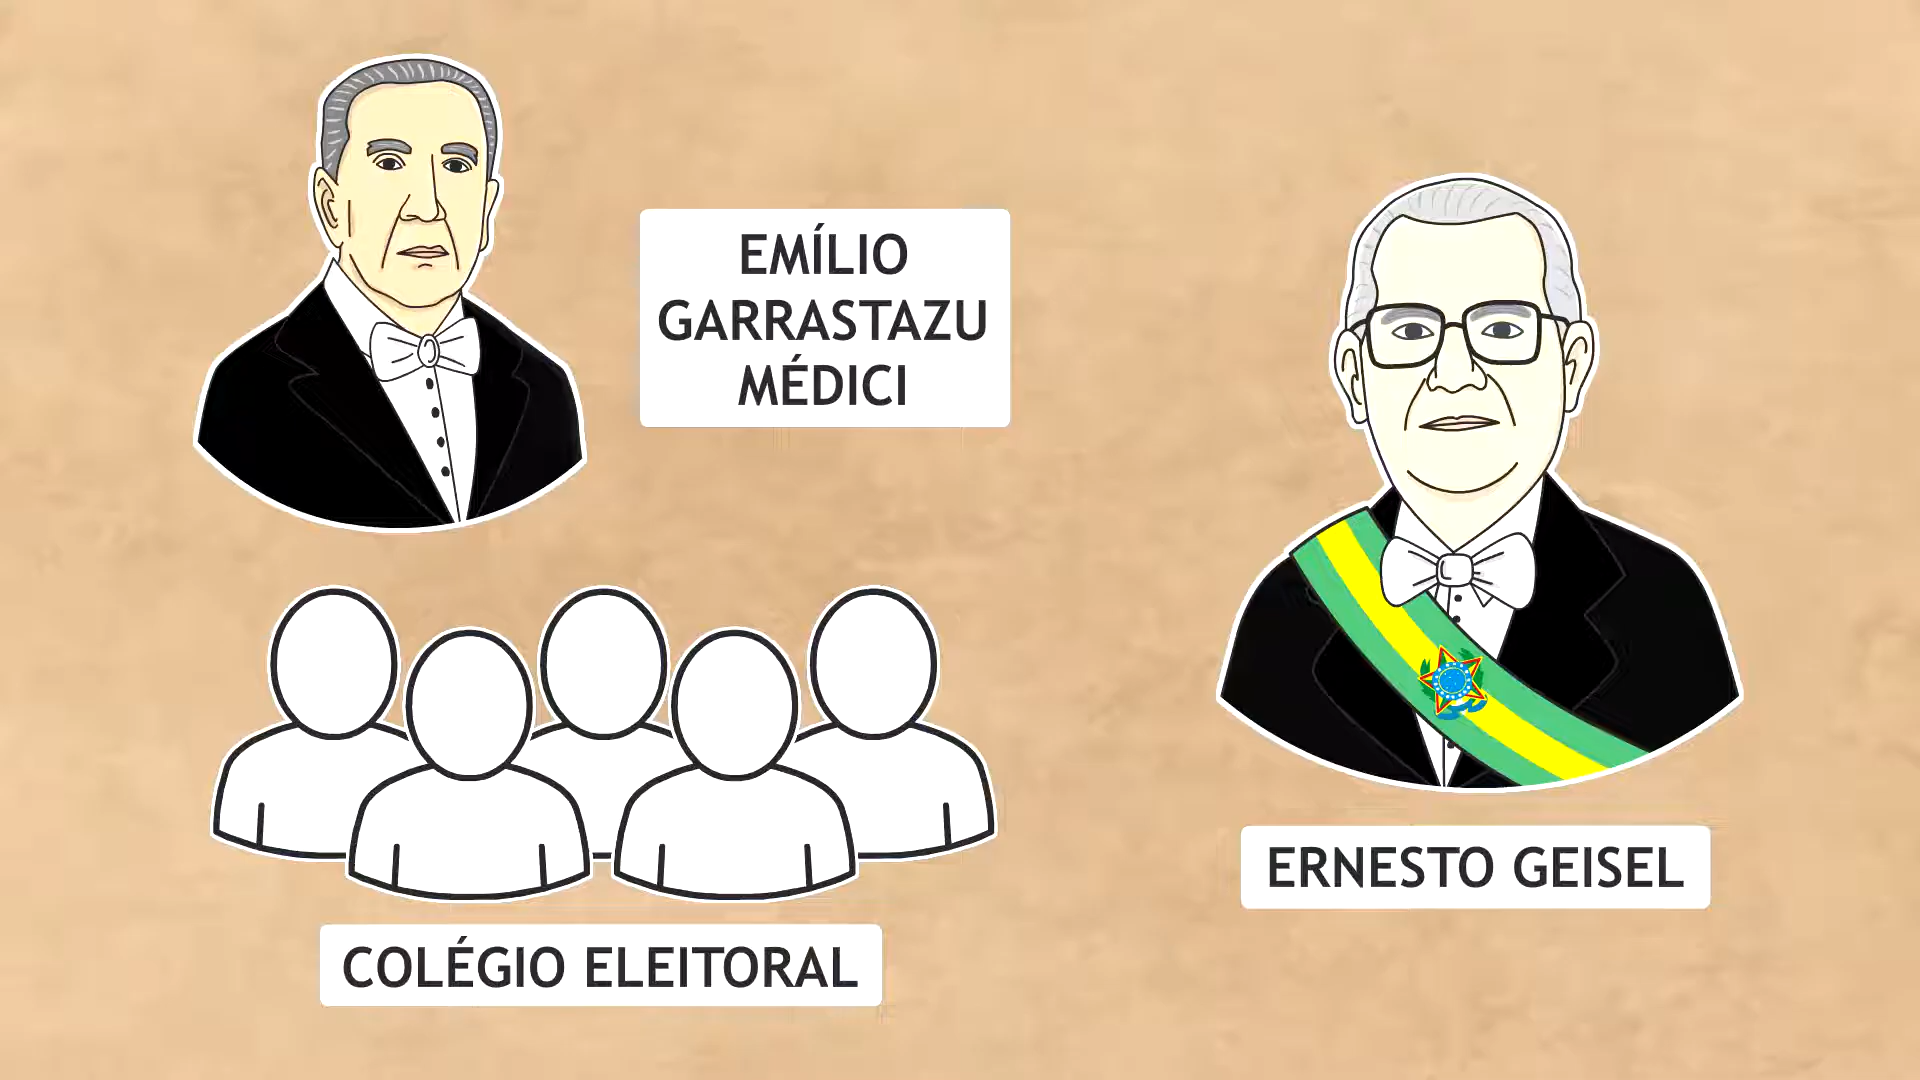 EMÍLIO
GARRASTAZU
MÉDICI
ERNESTO GEISEL
COLÉGIO ELEITORAL